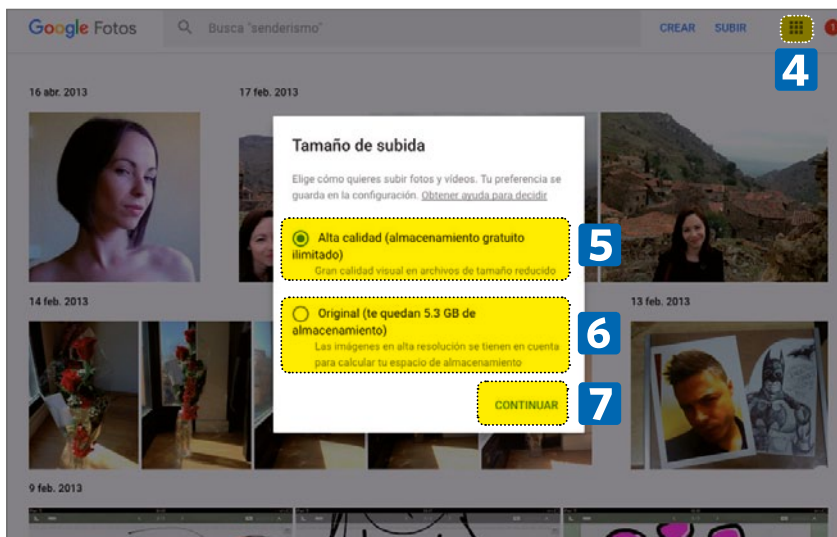 Google Fotos
Busca "senderismo"
CREAR SUBIR
1
4
16 abr. 2013
17 feb. 2013
Tamaño de subida
Elige cómo quieres subir fotos y vídeos. Tu preferencia se
guarda en la configuración. Obtener ayuda para decidir
Alta calidad (almacenamiento gratuito
ilimitado)
Gran calidad visual en archivos de tamaño reducido
5
14 feb. 2013
13 feb. 2013
Original (te quedan 5.3 GB de
almacenamiento)
Las imágenes en alta resolución se tienen en cuenta
para calcular tu espacio de almacenamiento
6
CONTINUAR
7
9 feb. 2013